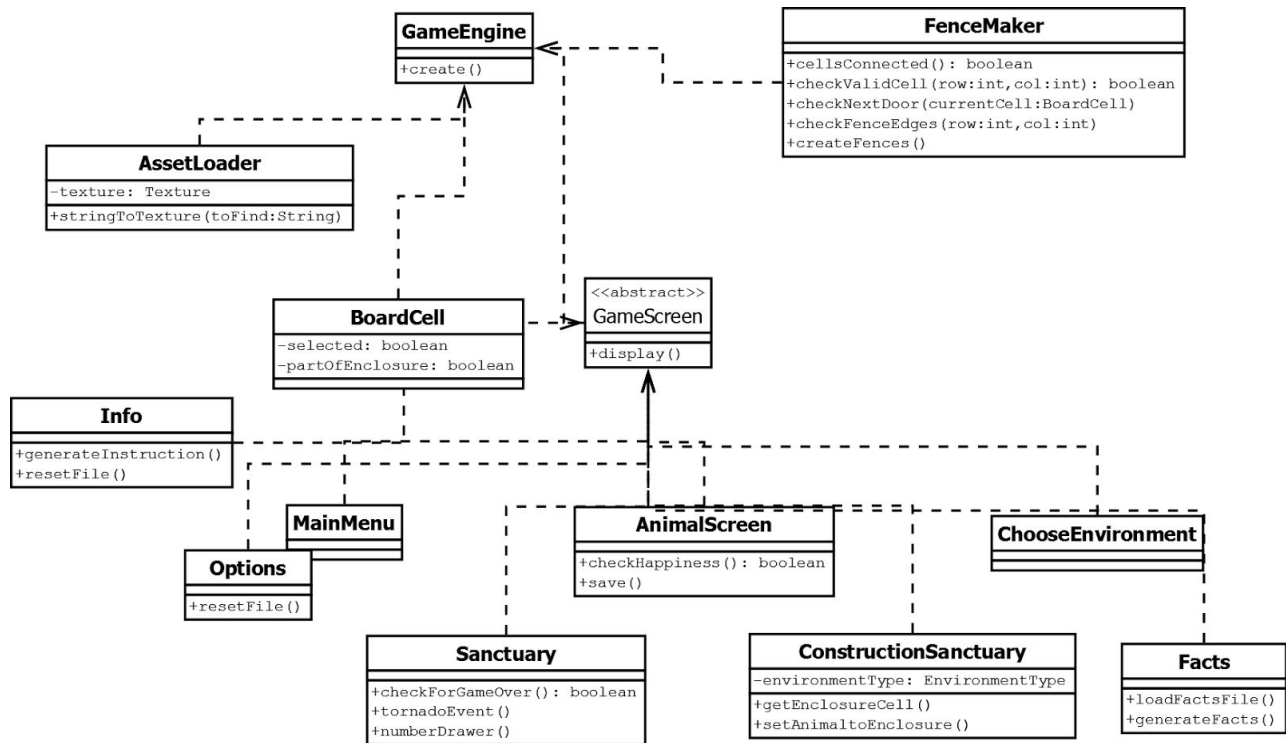 GameEngine
+create()
FenceMaker
+cellsConnected(): boolean
+checkValidCell(row:int,col:int): boolean
+checkNextDoor(currentCell:BoardCell)
+checkFenceEdges(row:int,col:int)
+createFences()
AssetLoader
-texture: Texture
+stringToTexture(toFind:String)
<<abstract>>
GameScreen
+display()
BoardCell
-selected: boolean
-partOfEnclosure: boolean
Info
+generateInstruction()
+resetFile()
MainMenu
Options
+resetFile()
AnimalScreen
+checkHappiness(): boolean
+save()
ChooseEnvironment
Sanctuary
+checkForGameOver(): boolean
+tornadoEvent()
+numberDrawer()
ConstructionSanctuary
-environmentType: EnvironmentType
+getEnclosureCell()
+setAnimaltoEnclosure()
Facts
+loadFactsFile()
+generateFacts()